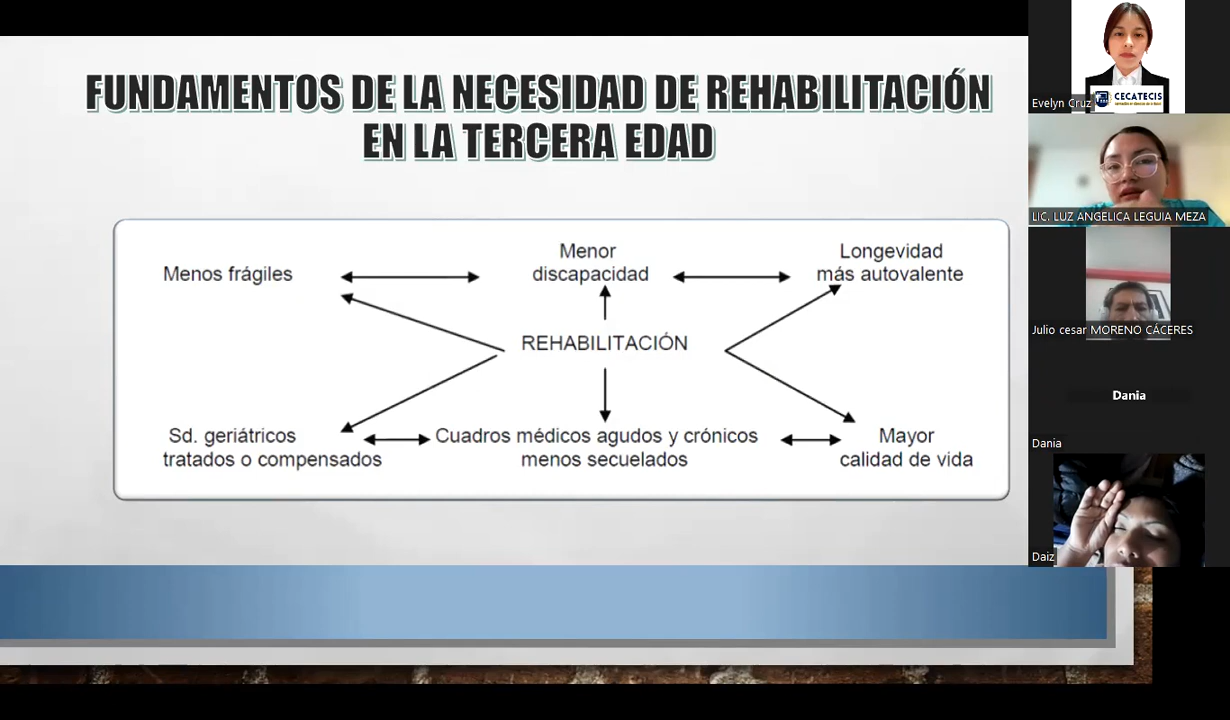 FUNDAMENTOS DE LA NECESIDAD DE REHABILITACIÓN
EN LA TERCERA EDAD
Menos frágiles
Menor
discapacidad
Longevidad
más autovalente
REHABILITACIÓN
Sd. geriátricos
tratados o compensados
Cuadros médicos agudos y crónicos
menos secuelados
Mayor
calidad de vida
Evelyn Cruz
CECATECIS
LIC. LUZ ANGELICA LEGUIA MEZA
Julio cesar MORENO CÁCERES
Dania
Dania
Daiz